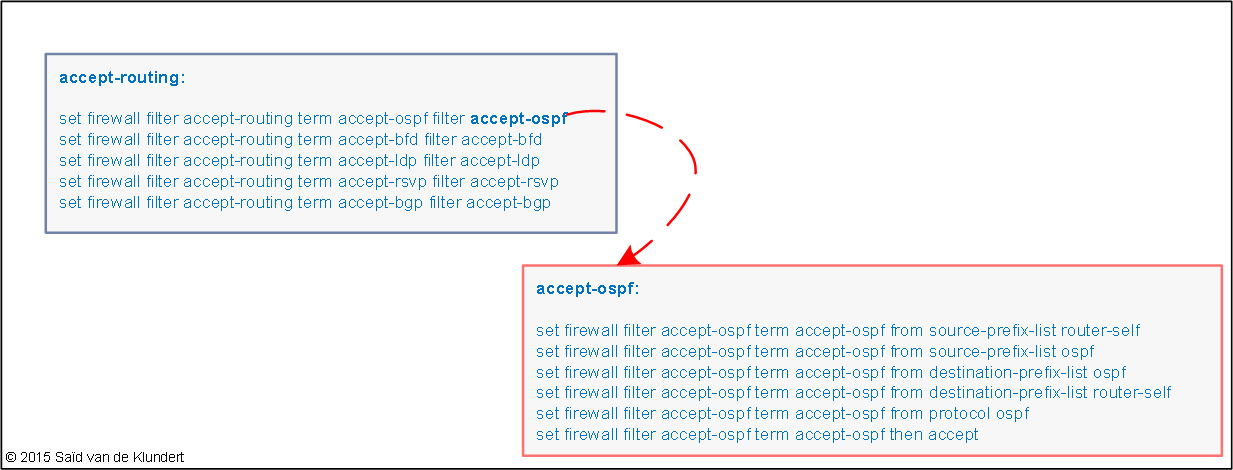 accept-routing:
set firewall filter accept-routing term accept-ospf filter accept-ospf
set firewall filter accept-routing term accept-bfd filter accept-bfd
set firewall filter accept-routing term accept-ldp filter accept-ldp
set firewall filter accept-routing term accept-rsvp filter accept-rsvp
set firewall filter accept-routing term accept-bgp filter accept-bgp
accept-ospf:
set firewall filter accept-ospf term accept-ospf from source-prefix-list router-self
set firewall filter accept-ospf term accept-ospf from source-prefix-list ospf
set firewall filter accept-ospf term accept-ospf from destination-prefix-list ospf
set firewall filter accept-ospf term accept-ospf from destination-prefix-list router-self
set firewall filter accept-ospf term accept-ospf from protocol ospf
set firewall filter accept-ospf term accept-ospf then accept
© 2015 Saïd van de Klundert